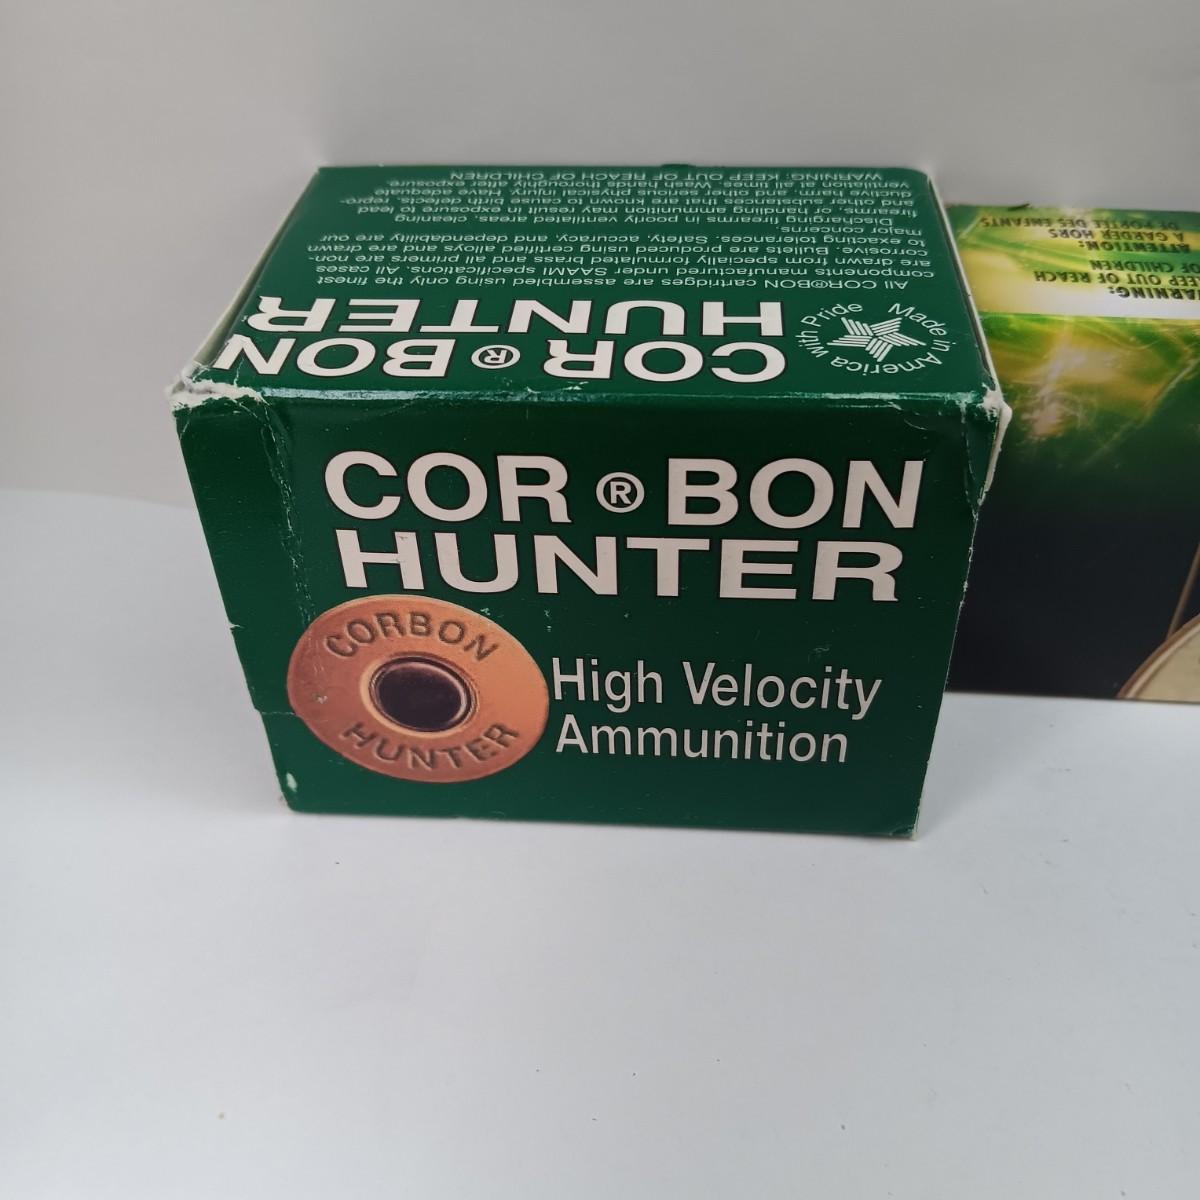 COR®BON
HUNTER
CORBON
HUNTER
High Velocity
Ammunition
COR®BON
HUNTER
Made in America with Pride
All COR®BON cartridges are assembled using only the finest
components manufactured under SAAMI specifications. All cases
are drawn from specially formulated brass and all primers are non-
corrosive. Bullets are produced using certified alloys and are drawn
to exacting tolerances. Safety, accuracy, and dependability are our
major concerns.
Discharging firearms in poorly ventilated areas, cleaning
firearms, or handling ammunition may result in exposure to lead
and other substances that are known to cause birth defects, repro-
ductive harm, and other serious physical injury. Have adequate
ventilation at all times. Wash hands thoroughly after exposure.
WARNING: KEEP OUT OF REACH OF CHILDREN
WARNING:
KEEP OUT OF REACH
OF CHILDREN
ATTENTION:
À GARDER HORS
DE PORTÉE DES ENFANTS